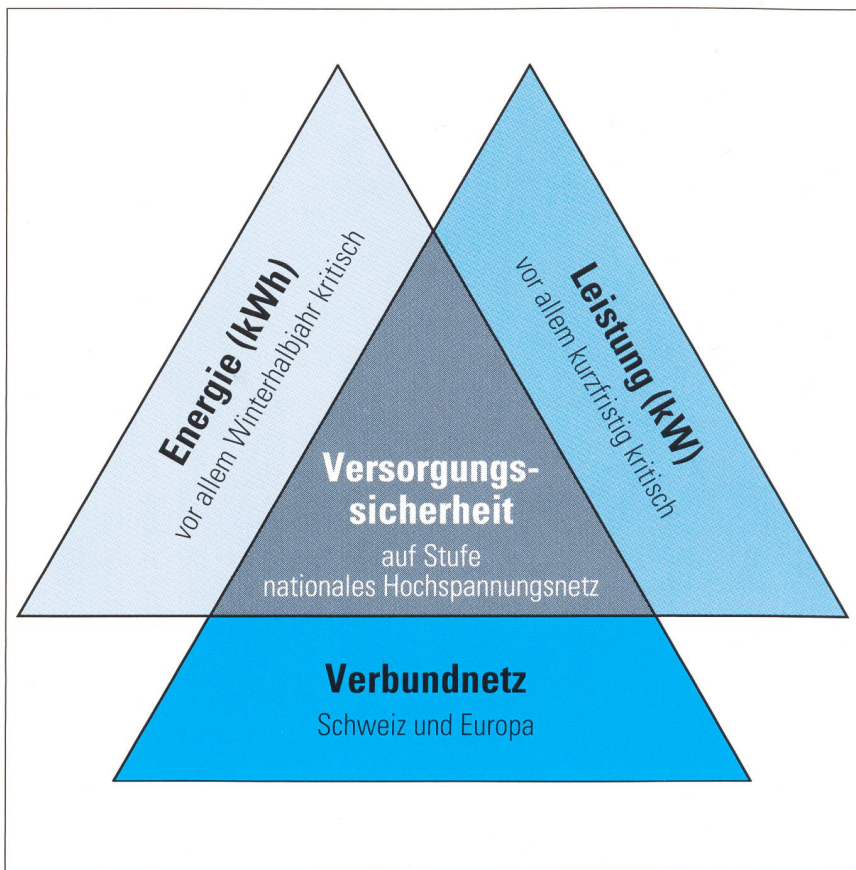 Energie (kWh)
vor allem Winterhalbjahr kritisch
Leistung (kW)
vor allem kurzfristig kritisch
Versorgungs-
sicherheit
auf Stufe
nationales Hochspannungsnetz
Verbundnetz
Schweiz und Europa